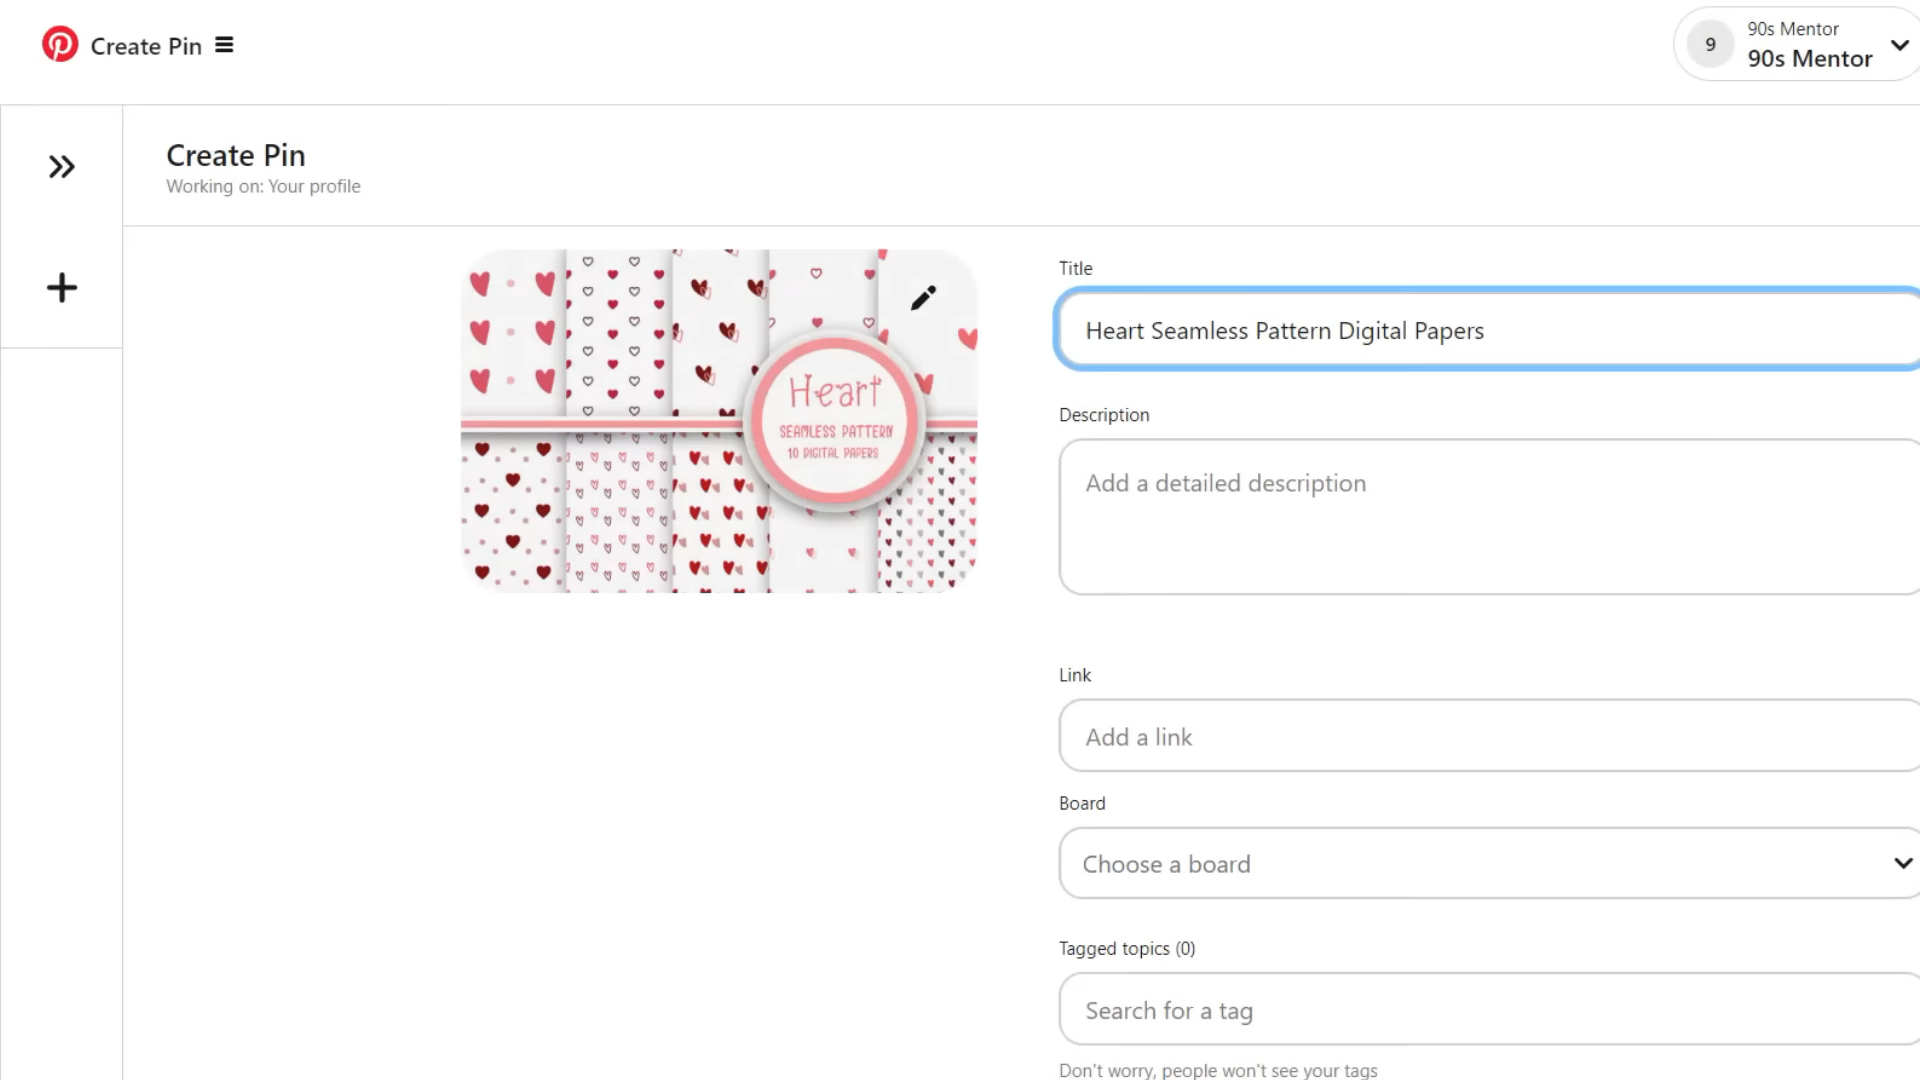 Create Pin
9
90s Mentor
90s Mentor
Create Pin
Working on: Your profile
Heart
SEAMLESS PATTERN
10 DIGITAL PAPERS
Title
Heart Seamless Pattern Digital Papers
Description
Add a detailed description
Link
Add a link
Board
Choose a board
Tagged topics (0)
Search for a tag
Don't worry, people won't see your tags